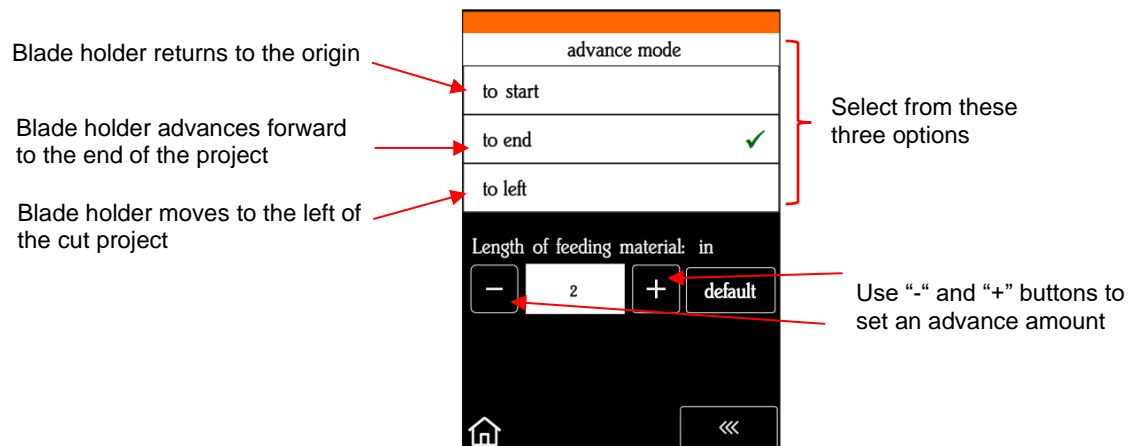 Blade holder returns to the origin
Blade holder advances forward
to the end of the project
Blade holder moves to the left of
the cut project
advance mode
to start
to end
to left
Length of feeding material: in
− 2 + default
<<<
Select from these
three options
Use “-“ and “+” buttons to
set an advance amount